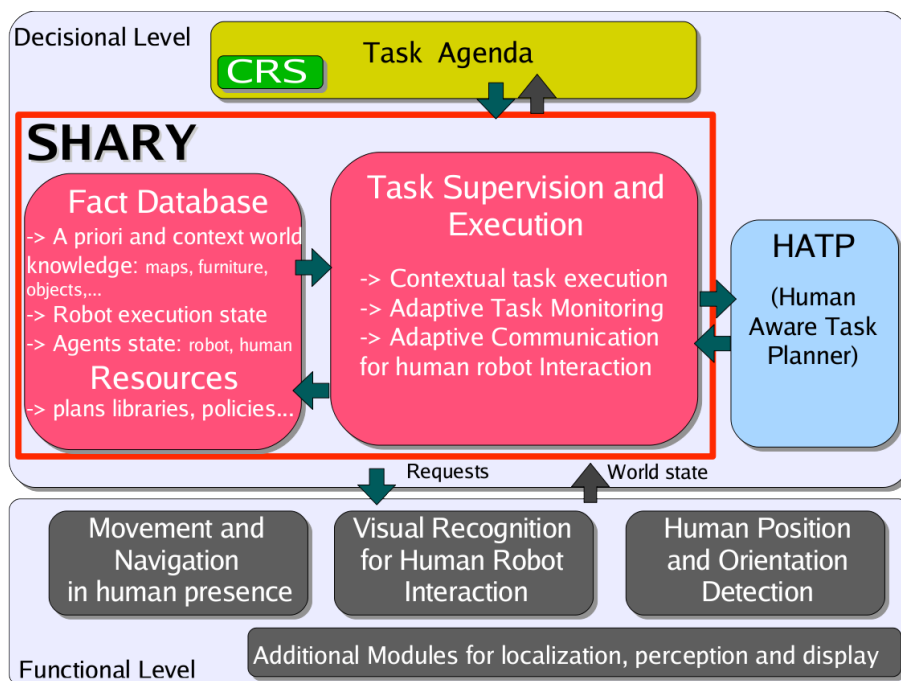 Decisional Level
Task Agenda
CRS
SHARY
Fact Database
-> A priori and context world
knowledge: maps, furniture,
objects,...
-> Robot execution state
-> Agents state: robot, human
Resources
-> plans libraries, policies...
Task Supervision and
Execution
-> Contextual task execution
-> Adaptive Task Monitoring
-> Adaptive Communication
for human robot Interaction
HATP
(Human
Aware Task
Planner)
Requests
World state
Movement and
Navigation
in human presence
Visual Recognition
for Human Robot
Interaction
Human Position
and Orientation
Detection
Additional Modules for localization, perception and display
Functional Level